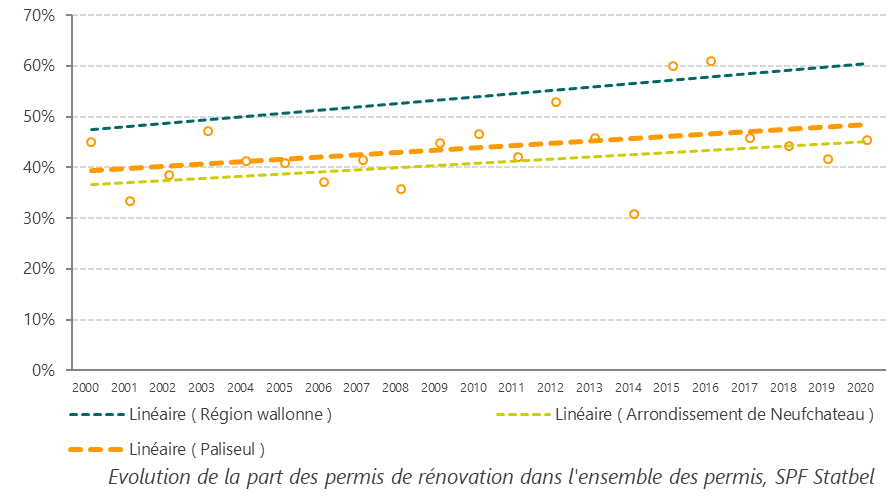 70%
60%
50%
40%
30%
20%
10%
0%
2000 2001 2002 2003 2004 2005 2006 2007 2008 2009 2010 2011 2012 2013 2014 2015 2016 2017 2018 2019 2020
Linéaire ( Région wallonne ) Linéaire ( Arrondissement de Neufchateau )
Linéaire ( Paliseul )
Evolution de la part des permis de rénovation dans l'ensemble des permis, SPF Statbel